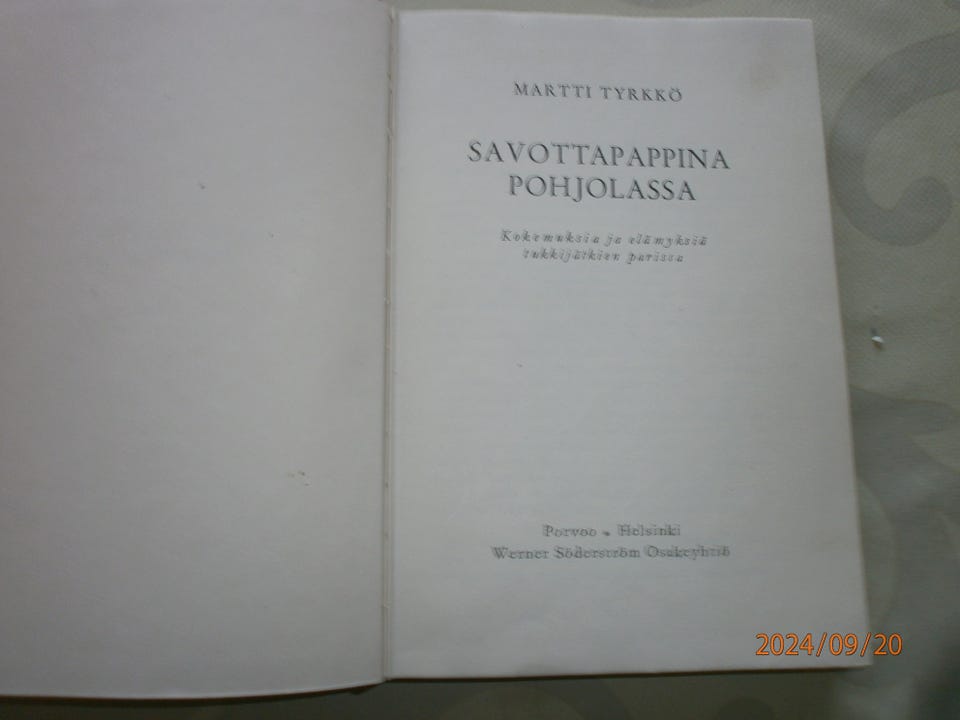 MARTTI TYRKKÖ
SAVOTTAPAPPINA
POHJOLASSA
Kokemuksia ja elämyksiä
tukkijätkien parissa
Porvoo - Helsinki
Werner Söderström Osakeyhtiö
2024/09/20